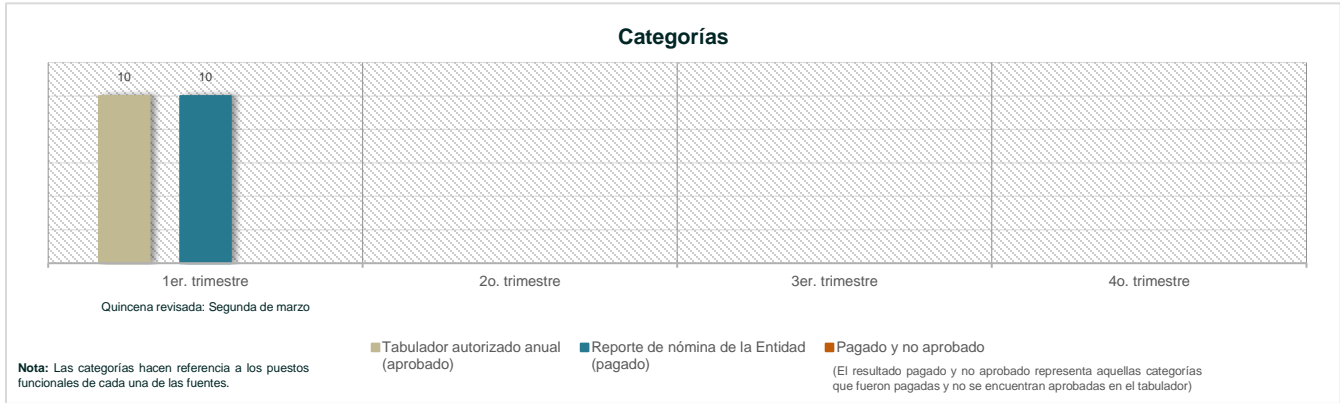 Categorías
10 10
1er. trimestre 2o. trimestre 3er. trimestre 4o. trimestre
Quincena revisada: Segunda de marzo
Tabulador autorizado anual
(aprobado)
Reporte de nómina de la Entidad
(pagado)
Pagado y no aprobado
(El resultado pagado y no aprobado representa aquellas categorías
que fueron pagadas y no se encuentran aprobadas en el tabulador)
Nota: Las categorías hacen referencia a los puestos
funcionales de cada una de las fuentes.